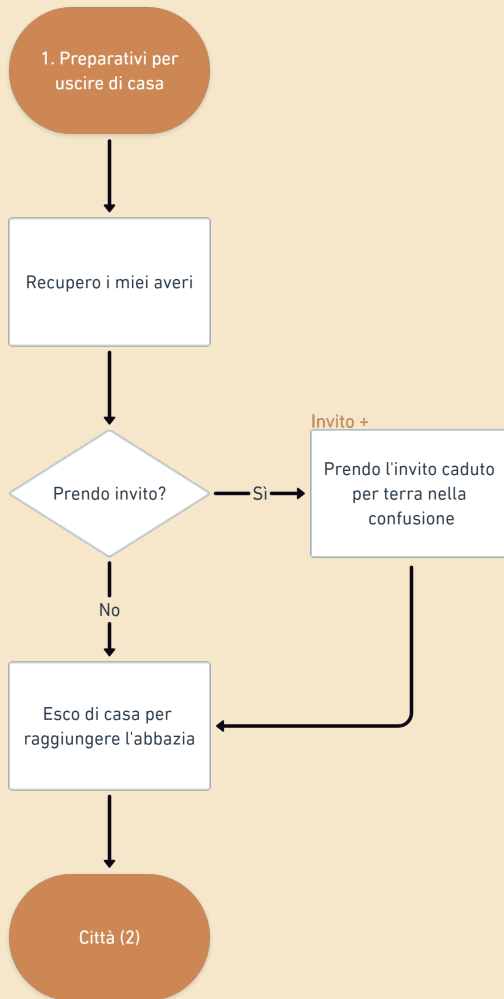 1. Preparativi per
uscire di casa
Recupero i miei averi
Invito +
Prendo invito?
Sì
Prendo l'invito caduto
per terra nella
confusione
No
Esco di casa per
raggiungere l'abbazia
Città (2)